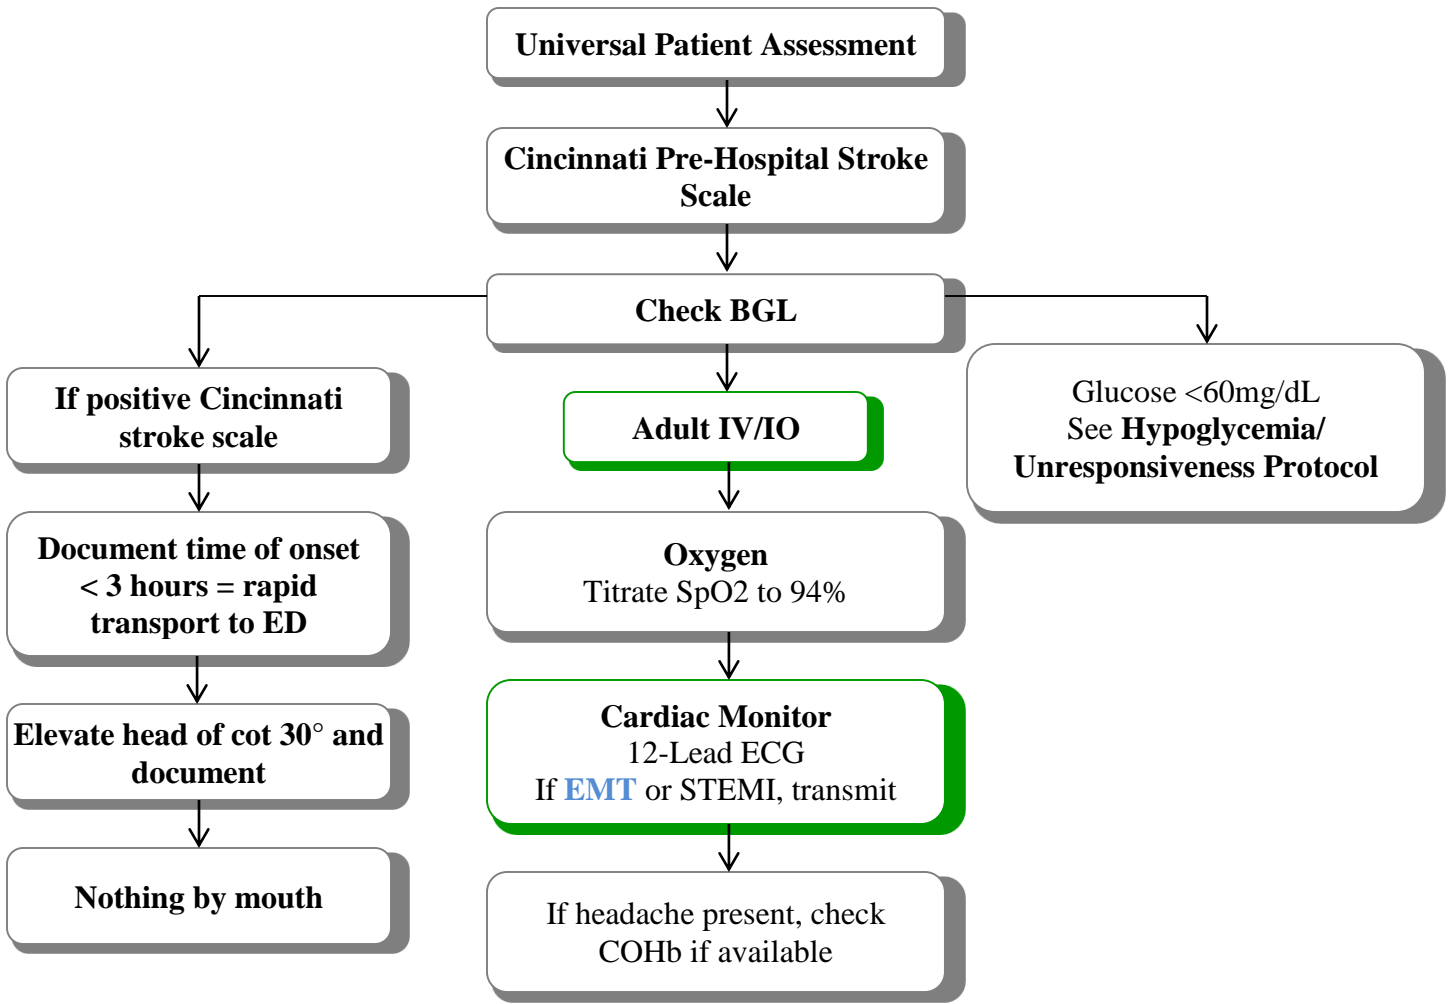 Universal Patient Assessment
Cincinnati Pre-Hospital Stroke
Scale
Check BGL
If positive Cincinnati
stroke scale
Document time of onset
< 3 hours = rapid
transport to ED
Elevate head of cot 30° and
document
Nothing by mouth
Adult IV/IO
Oxygen
Titrate SpO2 to 94%
Cardiac Monitor
12-Lead ECG
If EMT or STEMI, transmit
If headache present, check
COHb if available
Glucose <60mg/dL
See Hypoglycemia/
Unresponsiveness Protocol